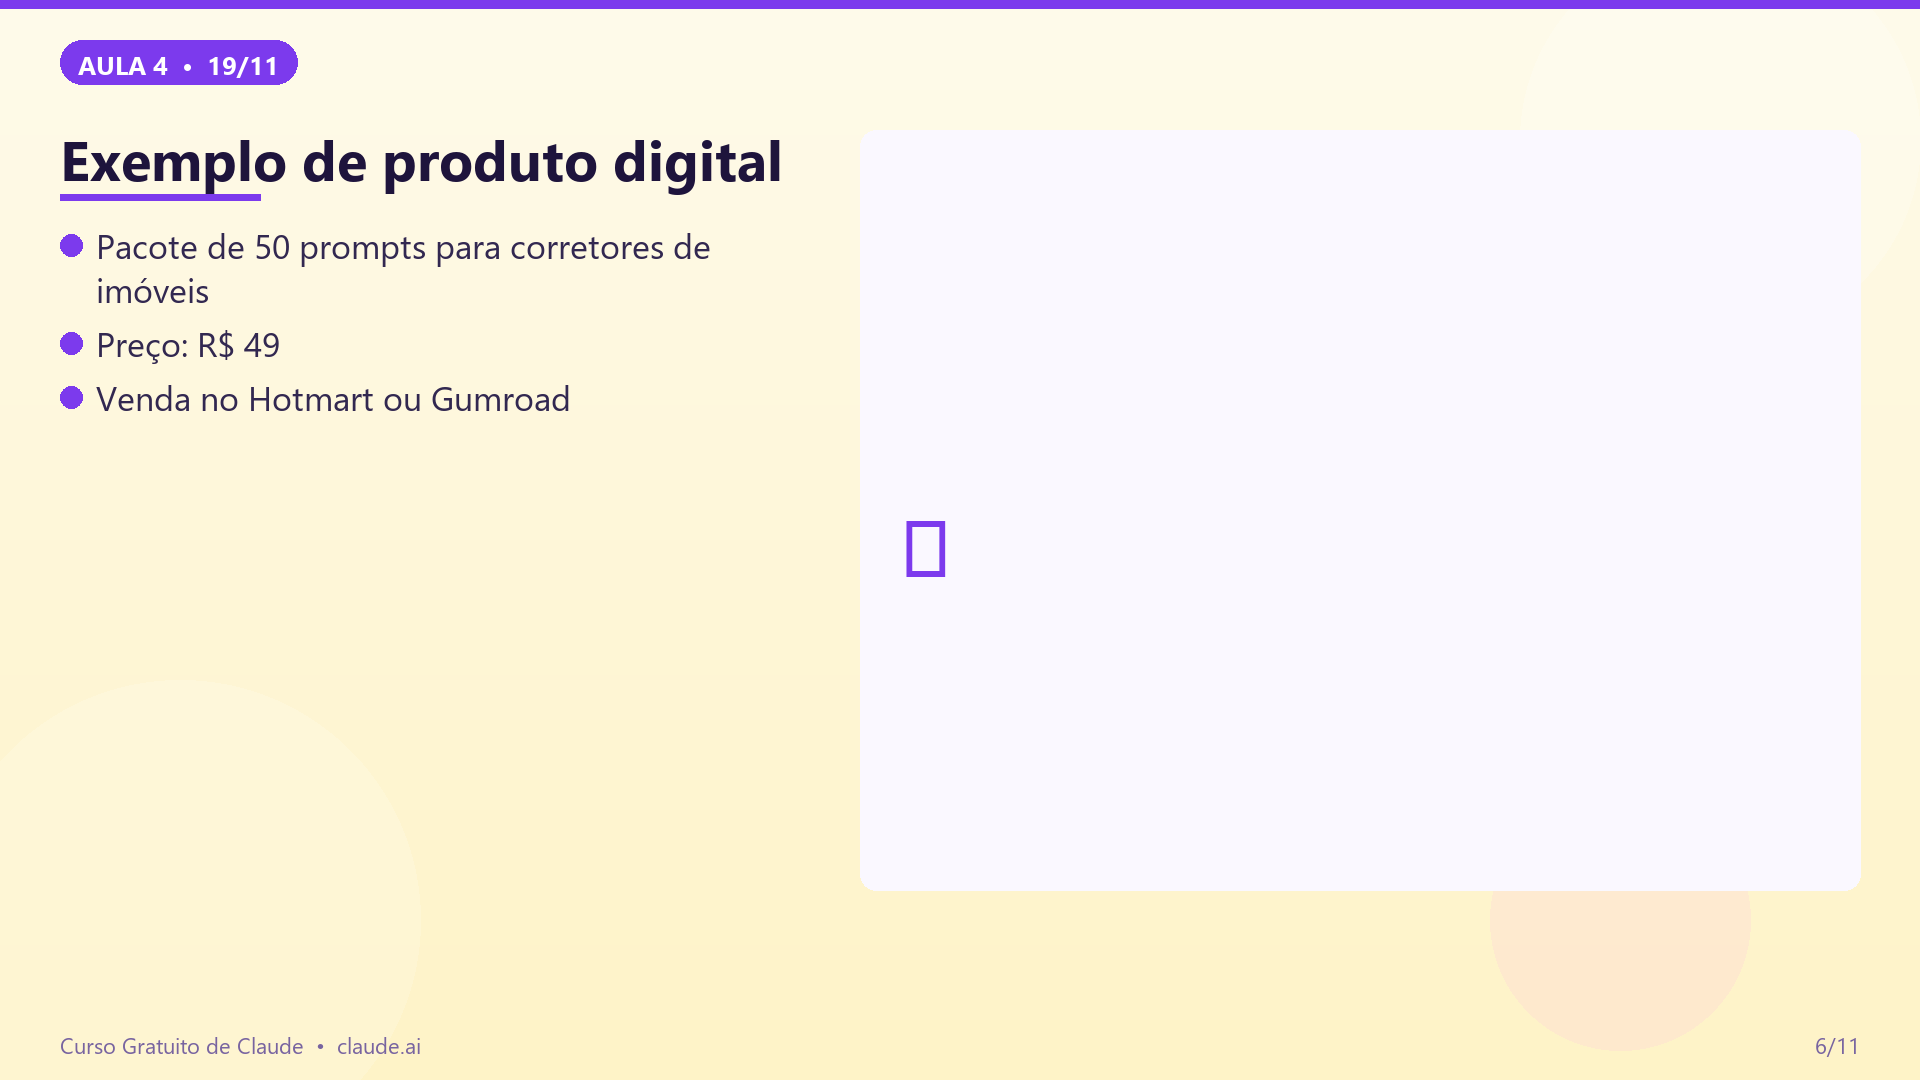 AULA 4 • 19/11
Exemplo de produto digital
Pacote de 50 prompts para corretores de
imóveis
Preço: R$ 49
Venda no Hotmart ou Gumroad
Curso Gratuito de Claude • claude.ai
6/11